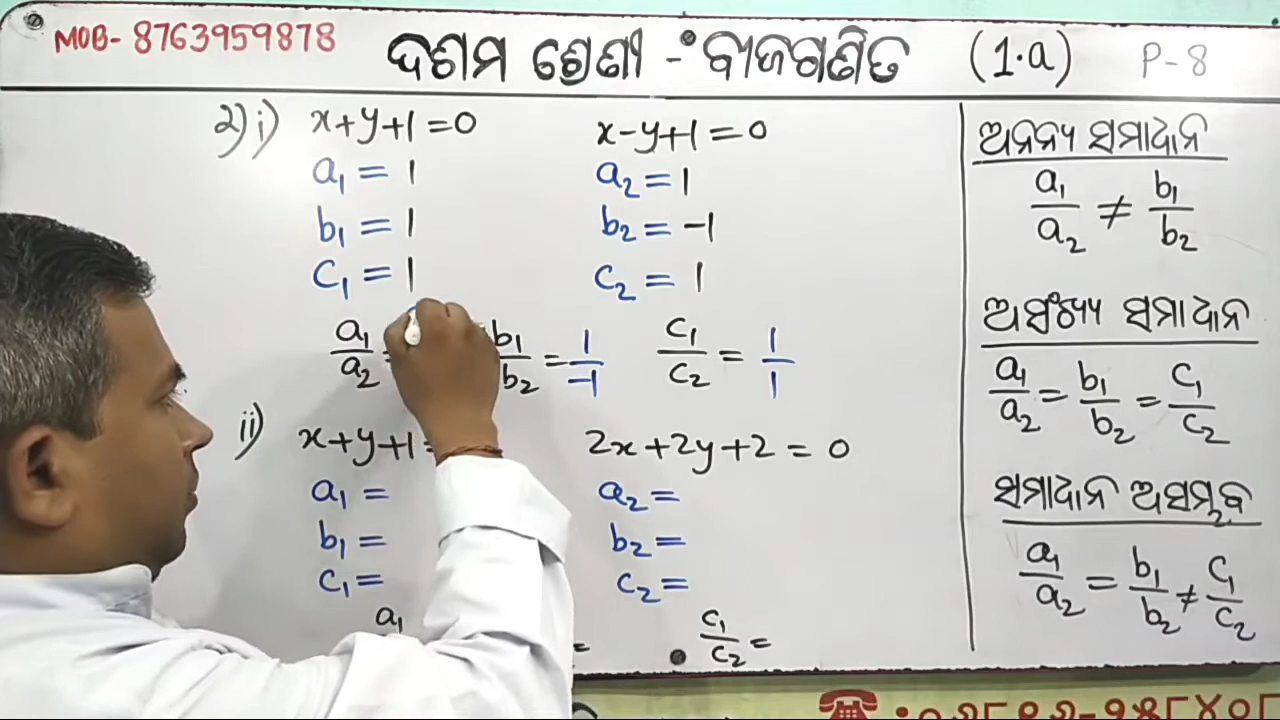 MOB- 8763959878
ଦଶମ ଶ୍ରେଣୀ - ବୀଜଗଣିତ (1.a) P-8
୨) i) x+y+1=0 x-y+1=0
a₁ = 1 a₂ = 1
b₁ = 1 b₂ = -1
c₁ = 1 c₂ = 1
a₁/a₂ = b₁/b₂ = 1/-1 c₁/c₂ = 1/1
ii) x+y+1= 2x+2y+2 = 0
a₁ = a₂ =
b₁ = b₂ =
c₁ = c₂ =
a₁ = c₁/c₂ =
ଅନନ୍ୟ ସମାଧାନ
a₁/a₂ ≠ b₁/b₂
ଅସଂଖ୍ୟ ସମାଧାନ
a₁/a₂ = b₁/b₂ = c₁/c₂
ସମାଧାନ ଅସମ୍ଭବ
a₁/a₂ = b₁/b₂ ≠ c₁/c₂